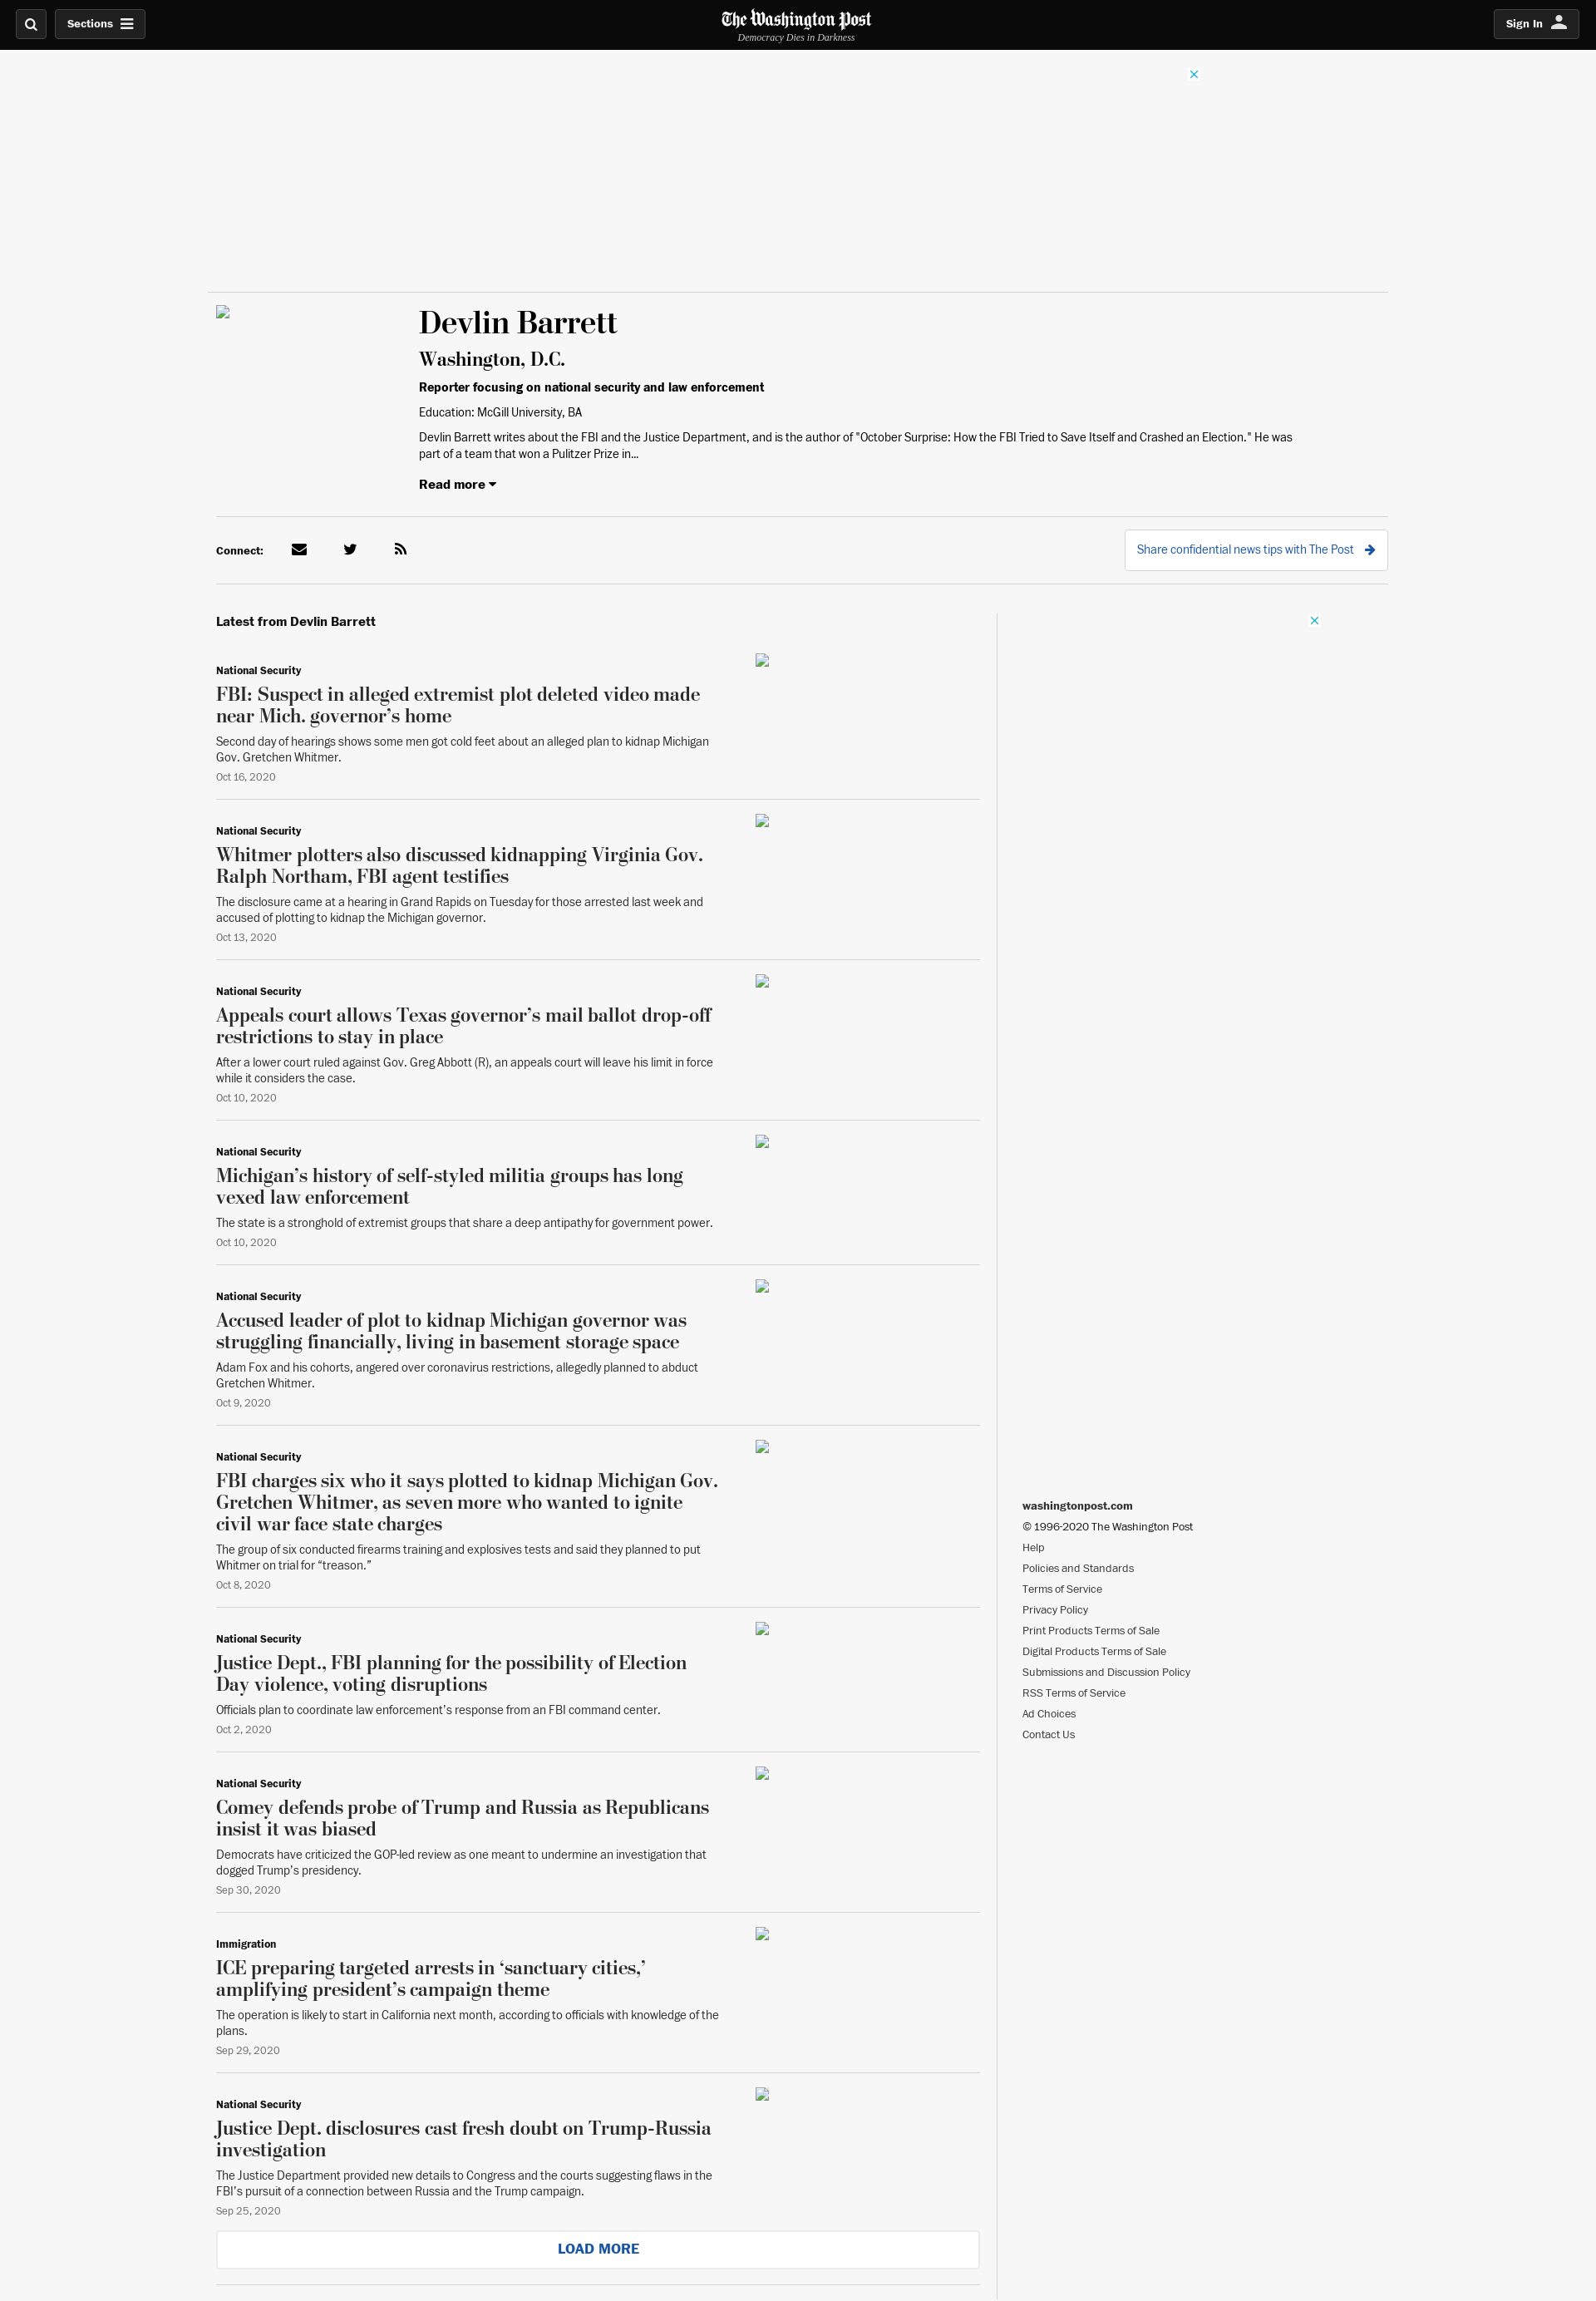 Sections
The Washington Post
Democracy Dies in Darkness
Sign In
Devlin Barrett
Washington, D.C.
Reporter focusing on national security and law enforcement
Education: McGill University, BA
Devlin Barrett writes about the FBI and the Justice Department, and is the author of "October Surprise: How the FBI Tried to Save Itself and Crashed an Election." He was
part of a team that won a Pulitzer Prize in...
Read more
Connect:
Share confidential news tips with The Post
Latest from Devlin Barrett
National Security
FBI: Suspect in alleged extremist plot deleted video made
near Mich. governor’s home
Second day of hearings shows some men got cold feet about an alleged plan to kidnap Michigan
Gov. Gretchen Whitmer.
Oct 16, 2020
National Security
Whitmer plotters also discussed kidnapping Virginia Gov.
Ralph Northam, FBI agent testifies
The disclosure came at a hearing in Grand Rapids on Tuesday for those arrested last week and
accused of plotting to kidnap the Michigan governor.
Oct 13, 2020
National Security
Appeals court allows Texas governor’s mail ballot drop-off
restrictions to stay in place
After a lower court ruled against Gov. Greg Abbott (R), an appeals court will leave his limit in force
while it considers the case.
Oct 10, 2020
National Security
Michigan’s history of self-styled militia groups has long
vexed law enforcement
The state is a stronghold of extremist groups that share a deep antipathy for government power.
Oct 10, 2020
National Security
Accused leader of plot to kidnap Michigan governor was
struggling financially, living in basement storage space
Adam Fox and his cohorts, angered over coronavirus restrictions, allegedly planned to abduct
Gretchen Whitmer.
Oct 9, 2020
National Security
FBI charges six who it says plotted to kidnap Michigan Gov.
Gretchen Whitmer, as seven more who wanted to ignite
civil war face state charges
The group of six conducted firearms training and explosives tests and said they planned to put
Whitmer on trial for “treason.”
Oct 8, 2020
National Security
Justice Dept., FBI planning for the possibility of Election
Day violence, voting disruptions
Officials plan to coordinate law enforcement’s response from an FBI command center.
Oct 2, 2020
National Security
Comey defends probe of Trump and Russia as Republicans
insist it was biased
Democrats have criticized the GOP-led review as one meant to undermine an investigation that
dogged Trump’s presidency.
Sep 30, 2020
Immigration
ICE preparing targeted arrests in ‘sanctuary cities,’
amplifying president’s campaign theme
The operation is likely to start in California next month, according to officials with knowledge of the
plans.
Sep 29, 2020
National Security
Justice Dept. disclosures cast fresh doubt on Trump-Russia
investigation
The Justice Department provided new details to Congress and the courts suggesting flaws in the
FBI’s pursuit of a connection between Russia and the Trump campaign.
Sep 25, 2020
LOAD MORE
washingtonpost.com
© 1996-2020 The Washington Post
Help
Policies and Standards
Terms of Service
Privacy Policy
Print Products Terms of Sale
Digital Products Terms of Sale
Submissions and Discussion Policy
RSS Terms of Service
Ad Choices
Contact Us